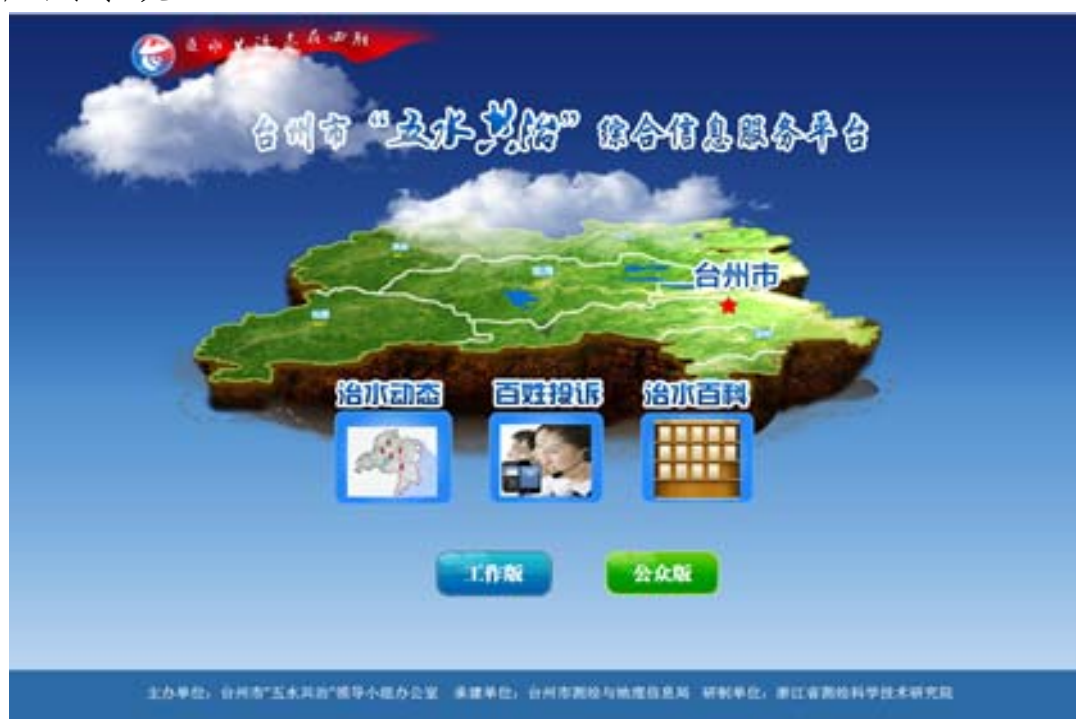 五水共治
台州市“五水共治”综合信息服务平台
台州市
治水动态 百姓投诉 治水百科
工作版 公众版
主办单位：台州市"五水共治"领导小组办公室 承建单位：台州市测绘与地理信息局 研制单位：浙江省测绘科学技术研究院